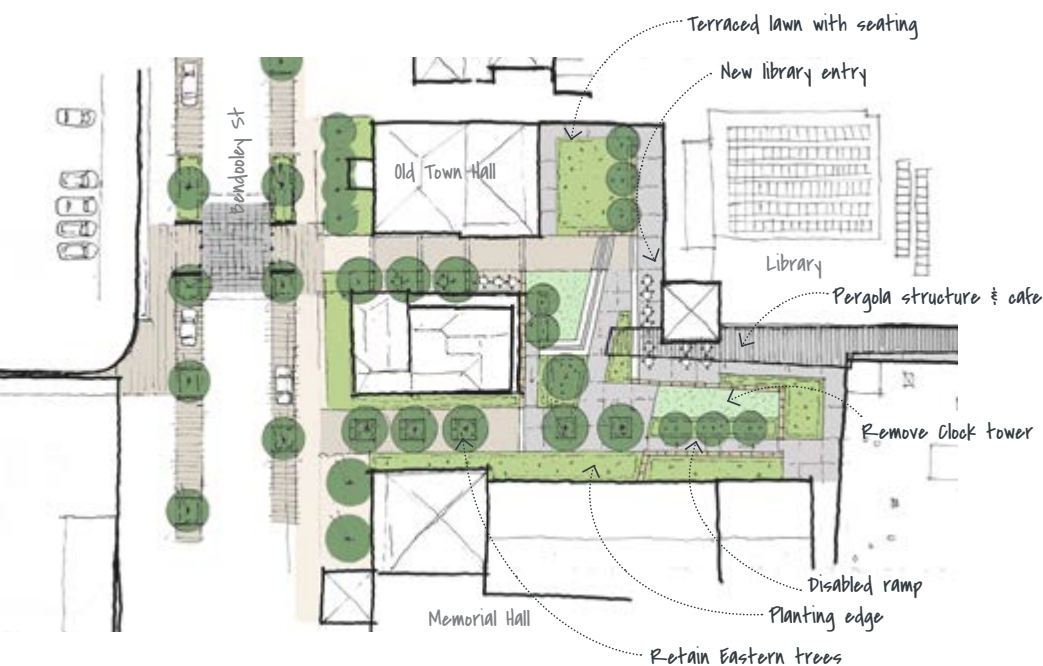 Terraced lawn with seating
New library entry
Bendooley St
Old Town Hall
Library
Pergola structure & cafe
Remove Clock tower
Disabled ramp
Planting edge
Memorial Hall
Retain Eastern trees